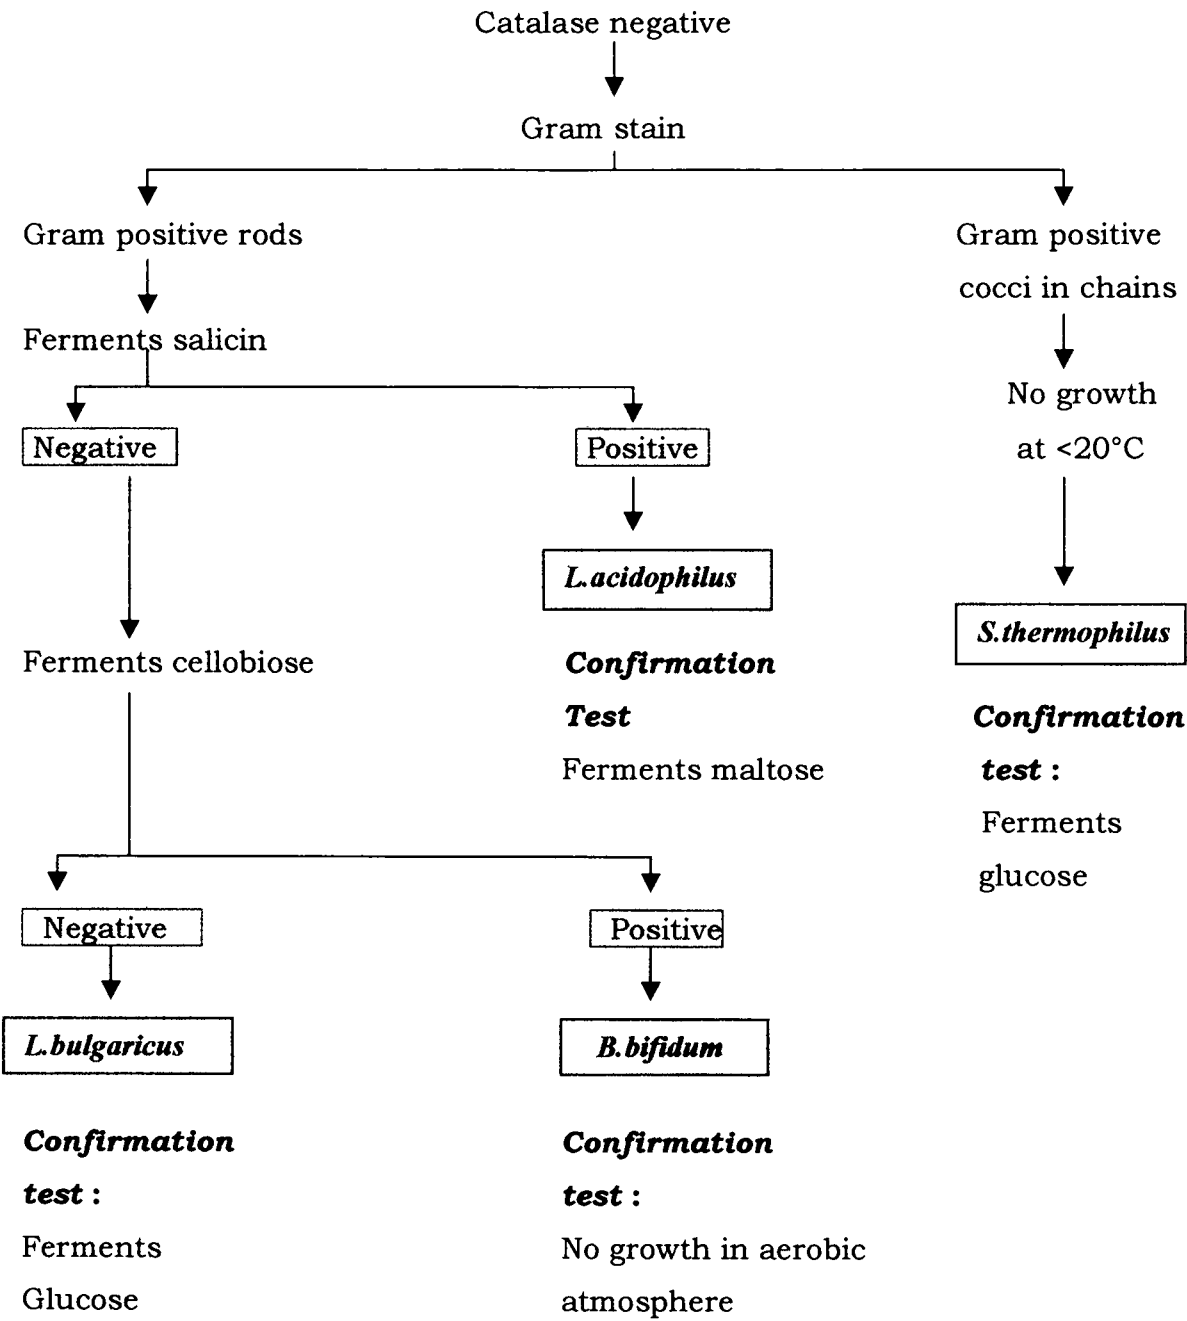 Catalase negative
Gram stain
Gram positive rods
Gram positive
cocci in chains
Ferments salicin
No growth
at <20°C
Negative
Positive
L.acidophilus
S.thermophilus
Ferments cellobiose
Confirmation
Test
Ferments maltose
Confirmation
test :
Ferments
glucose
Negative
Positive
L.bulgaricus
B.bifidum
Confirmation
test :
Ferments
Glucose
Confirmation
test :
No growth in aerobic
atmosphere